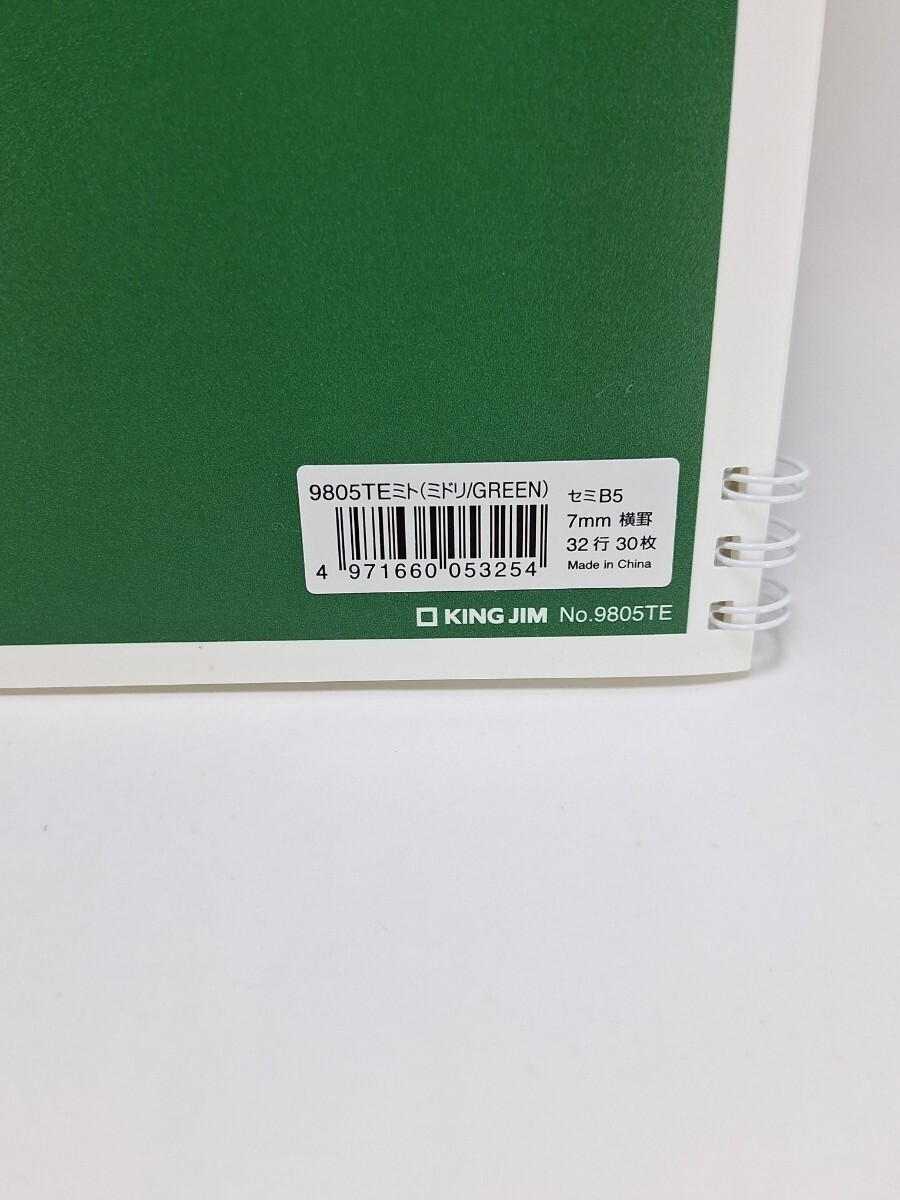 9805TEミト(ミドリ/GREEN)
4 971660 053254
セミB5
7mm 横罫
32行 30枚
Made in China
KING JIM No.9805TE